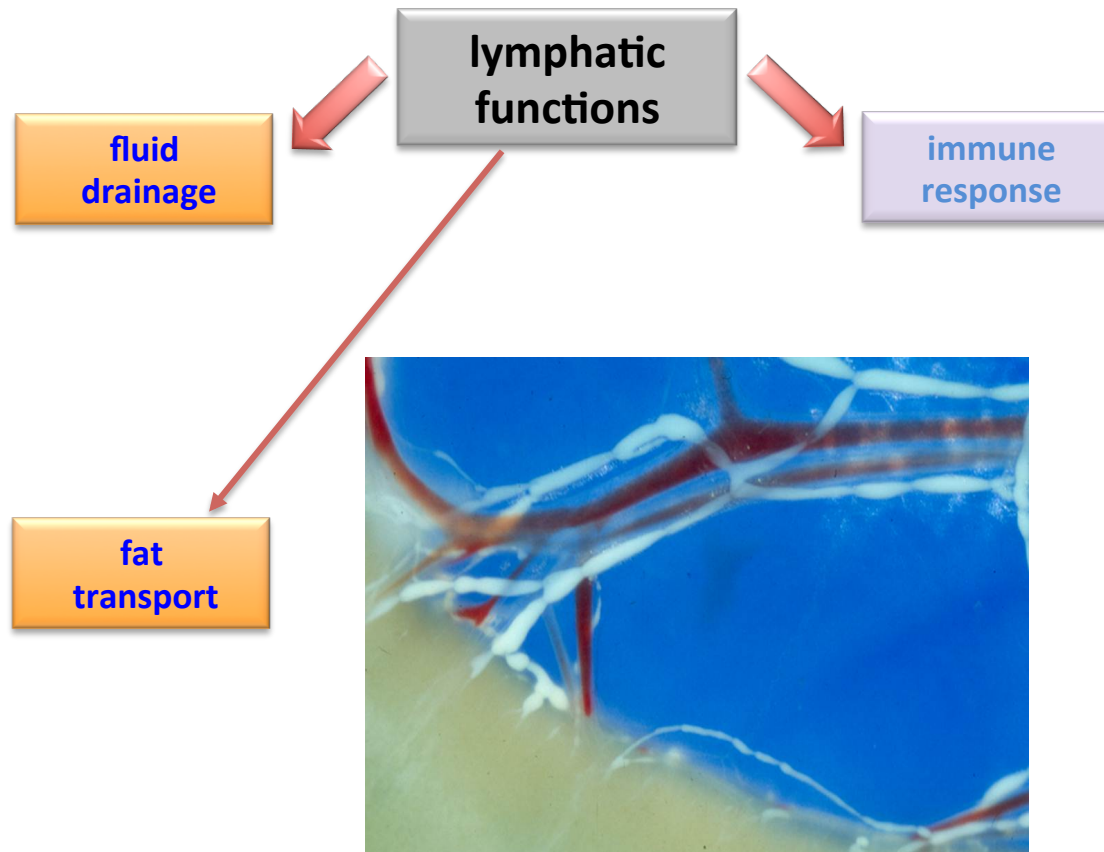 lymphatic
functions
fluid
drainage
immune
response
fat
transport